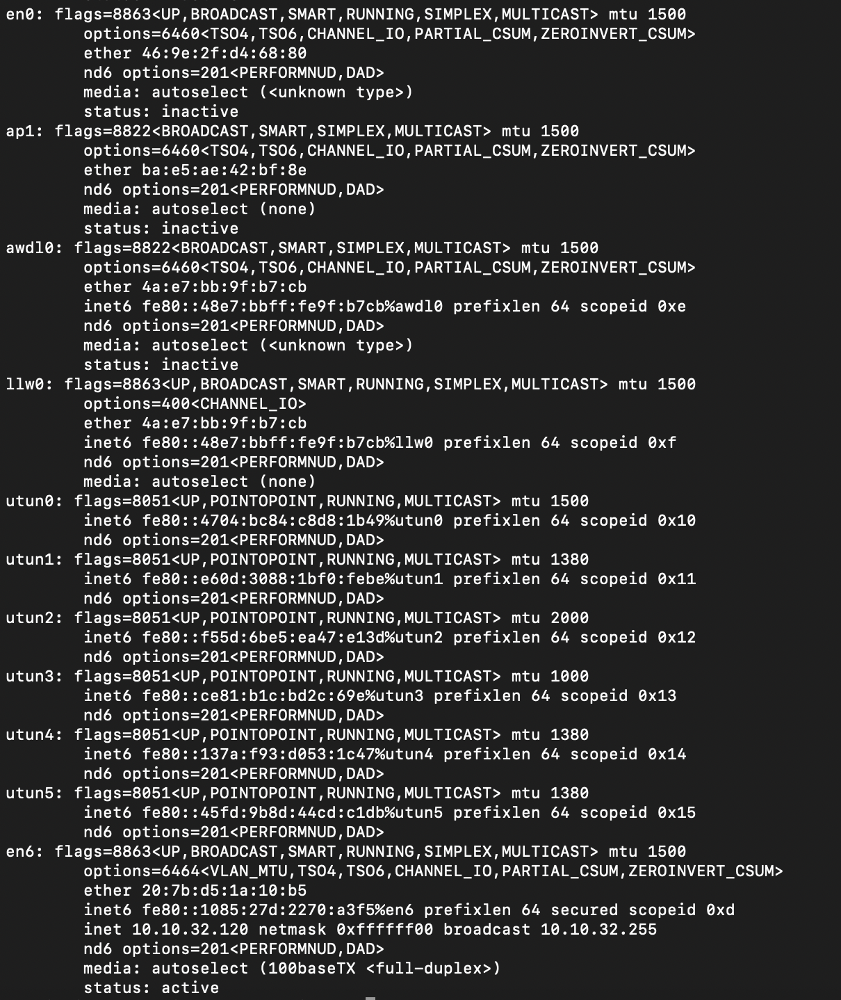 en0: flags=8863<UP,BROADCAST,SMART,RUNNING,SIMPLEX,MULTICAST> mtu 1500
options=6460<TSO4,TSO6,CHANNEL_IO,PARTIAL_CSUM,ZEROINVERT_CSUM>
ether 46:9e:2f:d4:68:80
nd6 options=201<PERFORMNUD,DAD>
media: autoselect (<unknown type>)
status: inactive
ap1: flags=8822<BROADCAST,SMART,SIMPLEX,MULTICAST> mtu 1500
options=6460<TSO4,TSO6,CHANNEL_IO,PARTIAL_CSUM,ZEROINVERT_CSUM>
ether ba:e5:ae:42:bf:8e
nd6 options=201<PERFORMNUD,DAD>
media: autoselect (none)
status: inactive
awdl0: flags=8822<BROADCAST,SMART,SIMPLEX,MULTICAST> mtu 1500
options=6460<TSO4,TSO6,CHANNEL_IO,PARTIAL_CSUM,ZEROINVERT_CSUM>
ether 4a:e7:bb:9f:b7:cb
inet6 fe80::48e7:bbff:fe9f:b7cb%awdl0 prefixlen 64 scopeid 0xe
nd6 options=201<PERFORMNUD,DAD>
media: autoselect (<unknown type>)
status: inactive
llw0: flags=8863<UP,BROADCAST,SMART,RUNNING,SIMPLEX,MULTICAST> mtu 1500
options=400<CHANNEL_IO>
ether 4a:e7:bb:9f:b7:cb
inet6 fe80::48e7:bbff:fe9f:b7cb%llw0 prefixlen 64 scopeid 0xf
nd6 options=201<PERFORMNUD,DAD>
media: autoselect (none)
utun0: flags=8051<UP,POINTOPOINT,RUNNING,MULTICAST> mtu 1500
inet6 fe80::4704:bc84:c8d8:1b49%utun0 prefixlen 64 scopeid 0x10
nd6 options=201<PERFORMNUD,DAD>
utun1: flags=8051<UP,POINTOPOINT,RUNNING,MULTICAST> mtu 1380
inet6 fe80::e60d:3088:1bf0:febe%utun1 prefixlen 64 scopeid 0x11
nd6 options=201<PERFORMNUD,DAD>
utun2: flags=8051<UP,POINTOPOINT,RUNNING,MULTICAST> mtu 2000
inet6 fe80::f55d:6be5:ea47:e13d%utun2 prefixlen 64 scopeid 0x12
nd6 options=201<PERFORMNUD,DAD>
utun3: flags=8051<UP,POINTOPOINT,RUNNING,MULTICAST> mtu 1000
inet6 fe80::ce81:b1c:bd2c:69e%utun3 prefixlen 64 scopeid 0x13
nd6 options=201<PERFORMNUD,DAD>
utun4: flags=8051<UP,POINTOPOINT,RUNNING,MULTICAST> mtu 1380
inet6 fe80::137a:f93:d053:1c47%utun4 prefixlen 64 scopeid 0x14
nd6 options=201<PERFORMNUD,DAD>
utun5: flags=8051<UP,POINTOPOINT,RUNNING,MULTICAST> mtu 1380
inet6 fe80::45fd:9b8d:44cd:c1db%utun5 prefixlen 64 scopeid 0x15
nd6 options=201<PERFORMNUD,DAD>
en6: flags=8863<UP,BROADCAST,SMART,RUNNING,SIMPLEX,MULTICAST> mtu 1500
options=6464<VLAN_MTU,TSO4,TSO6,CHANNEL_IO,PARTIAL_CSUM,ZEROINVERT_CSUM>
ether 20:7b:d5:1a:10:b5
inet6 fe80::1085:27d:2270:a3f5%en6 prefixlen 64 secured scopeid 0xd
inet 10.10.32.120 netmask 0xffffff00 broadcast 10.10.32.255
nd6 options=201<PERFORMNUD,DAD>
media: autoselect (100baseTX <full-duplex>)
status: active